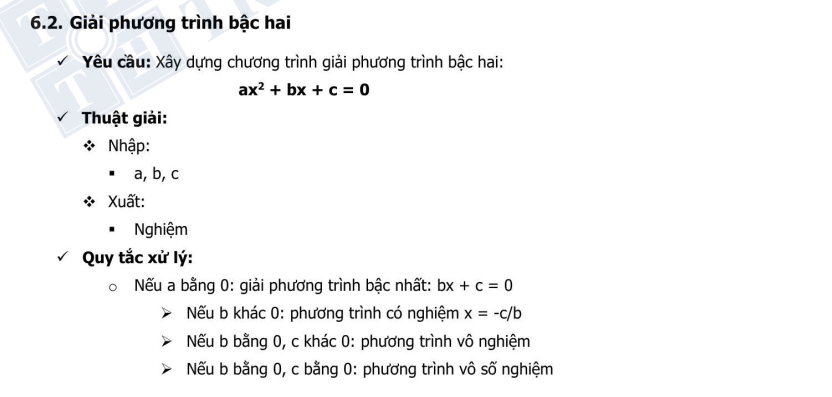 6.2. Giải phương trình bậc hai
✓ Yêu cầu: Xây dựng chương trình giải phương trình bậc hai:
ax² + bx + c = 0
✓ Thuật giải:
❖ Nhập:
▪ a, b, c
❖ Xuất:
▪ Nghiệm
✓ Quy tắc xử lý:
o Nếu a bằng 0: giải phương trình bậc nhất: bx + c = 0
➢ Nếu b khác 0: phương trình có nghiệm x = -c/b
➢ Nếu b bằng 0, c khác 0: phương trình vô nghiệm
➢ Nếu b bằng 0, c bằng 0: phương trình vô số nghiệm